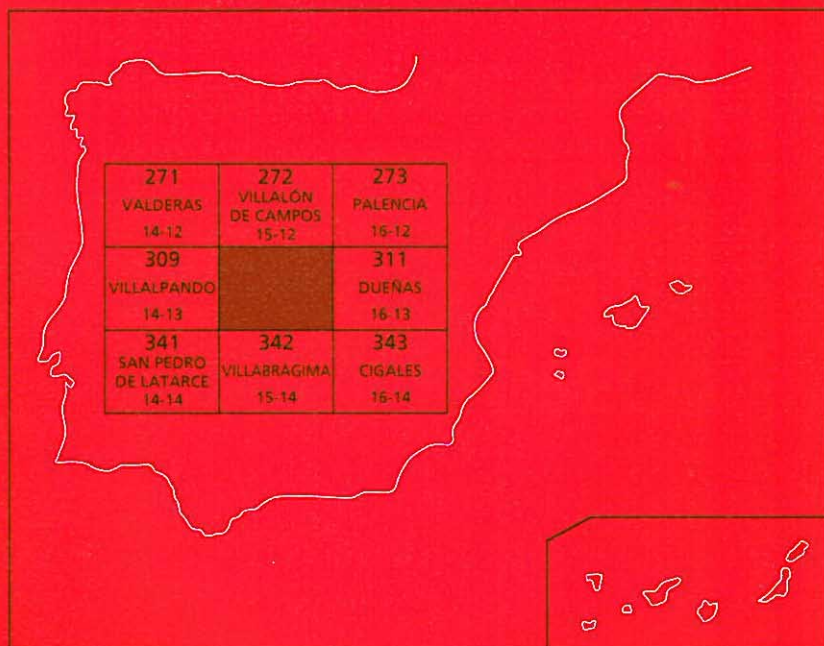 271
VALDERAS
14-12
272
VILLALÓN
DE CAMPOS
15-12
273
PALENCIA
16-12
309
VILLALPANDO
14-13
311
DUEÑAS
16-13
341
SAN PEDRO
DE LATARCE
14-14
342
VILLABRAGIMA
15-14
343
CIGALES
16-14